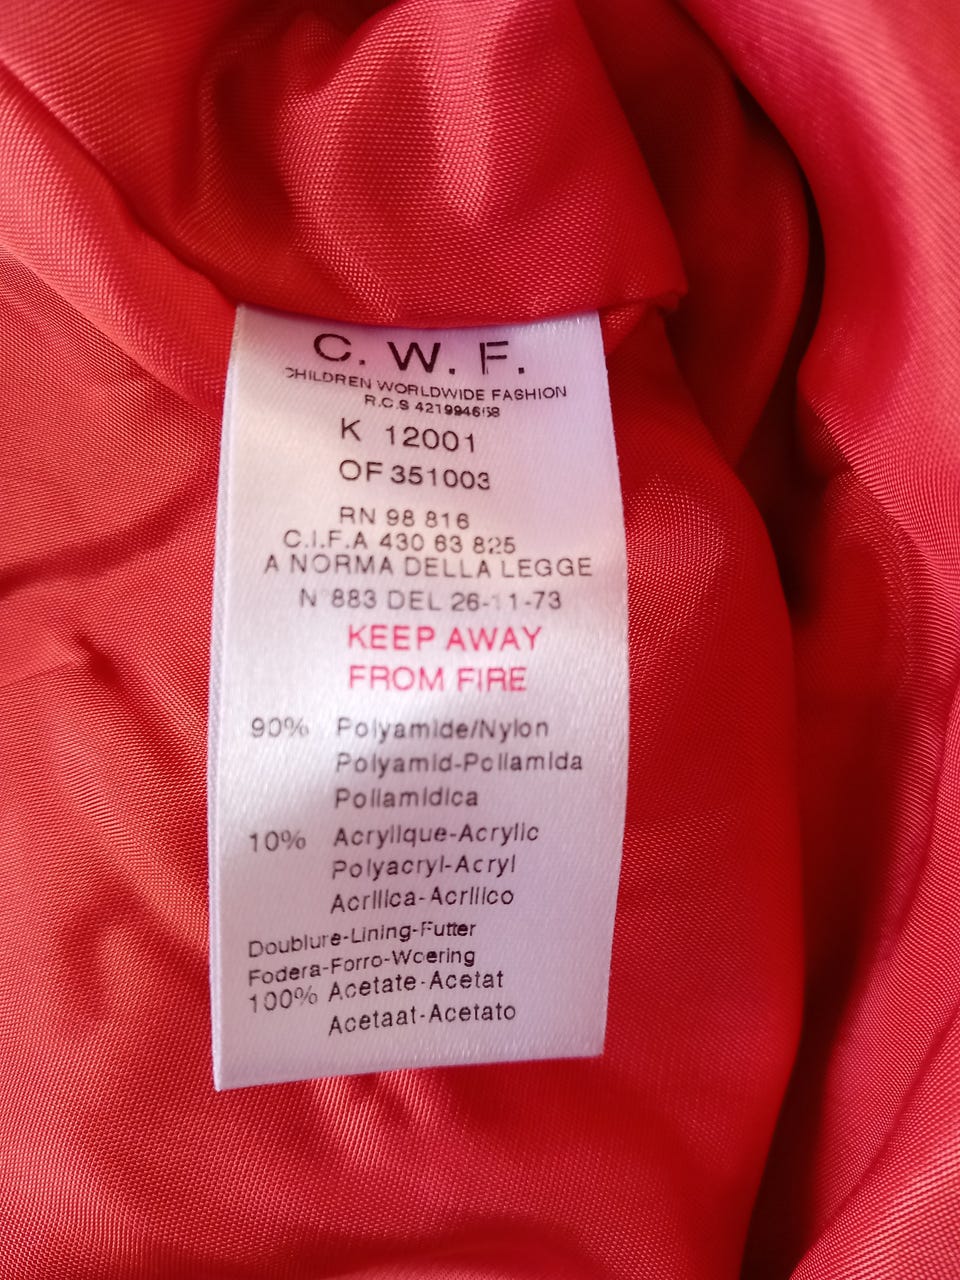 C. W. F.
CHILDREN WORLDWIDE FASHION
R.C.S 421994658
K 12001
OF 351003
RN 98 816
C.I.F.A 430 63 825
A NORMA DELLA LEGGE
N°883 DEL 26-11-73
KEEP AWAY
FROM FIRE
90% Polyamide/Nylon
Polyamid-Poliamida
Poliamidica
10% Acrylique-Acrylic
Polyacryl-Acryl
Acrilica-Acrilico
Doublure-Lining-Futter
Fodera-Forro-Wcering
100% Acetate-Acetat
Acetaat-Acetato